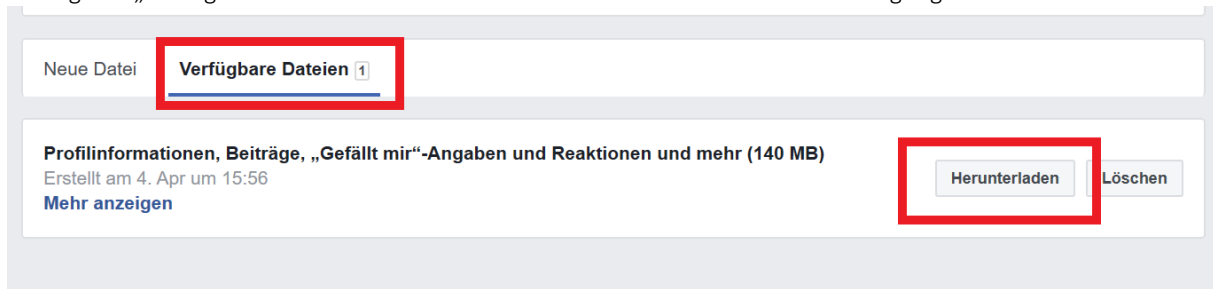 Neue Datei Verfügbare Dateien 1
Profilinformationen, Beiträge, „Gefällt mir“-Angaben und Reaktionen und mehr (140 MB)
Erstellt am 4. Apr um 15:56 Herunterladen Löschen
Mehr anzeigen